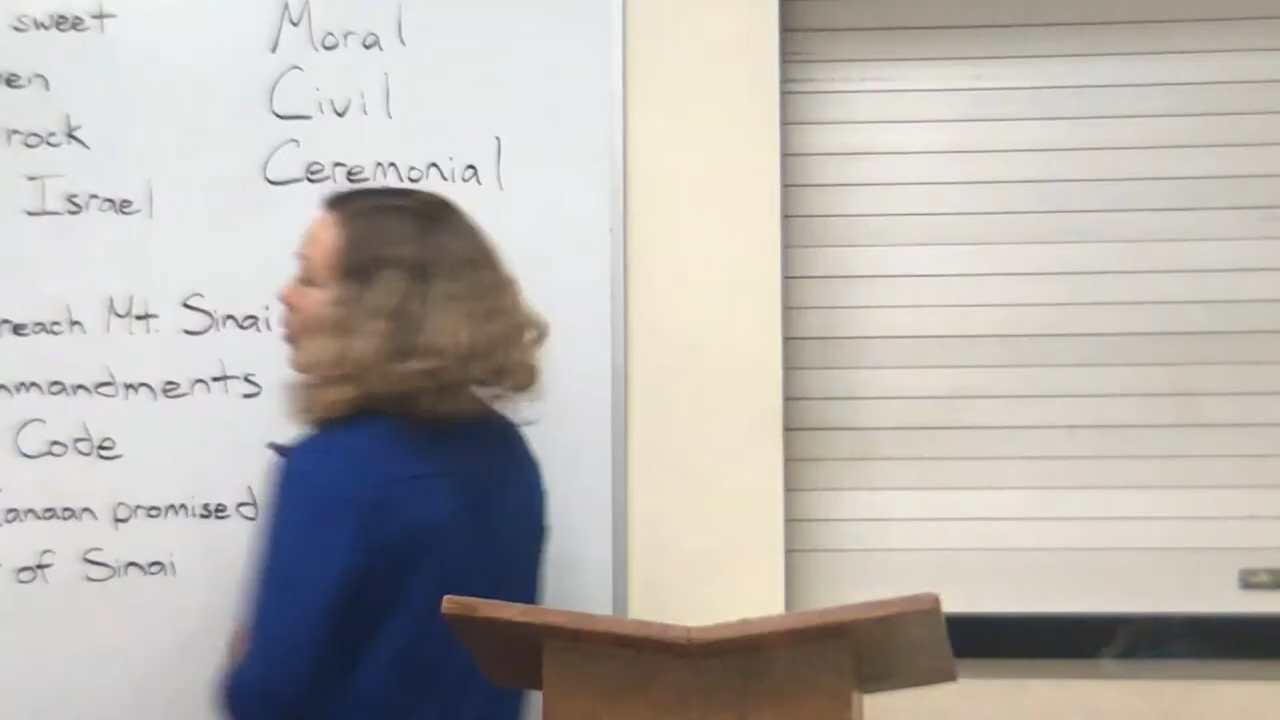 sweet
Moral
en
Civil
rock
Ceremonial
Israel
reach Mt. Sinai
mmandments
Code
anaan promised
of Sinai